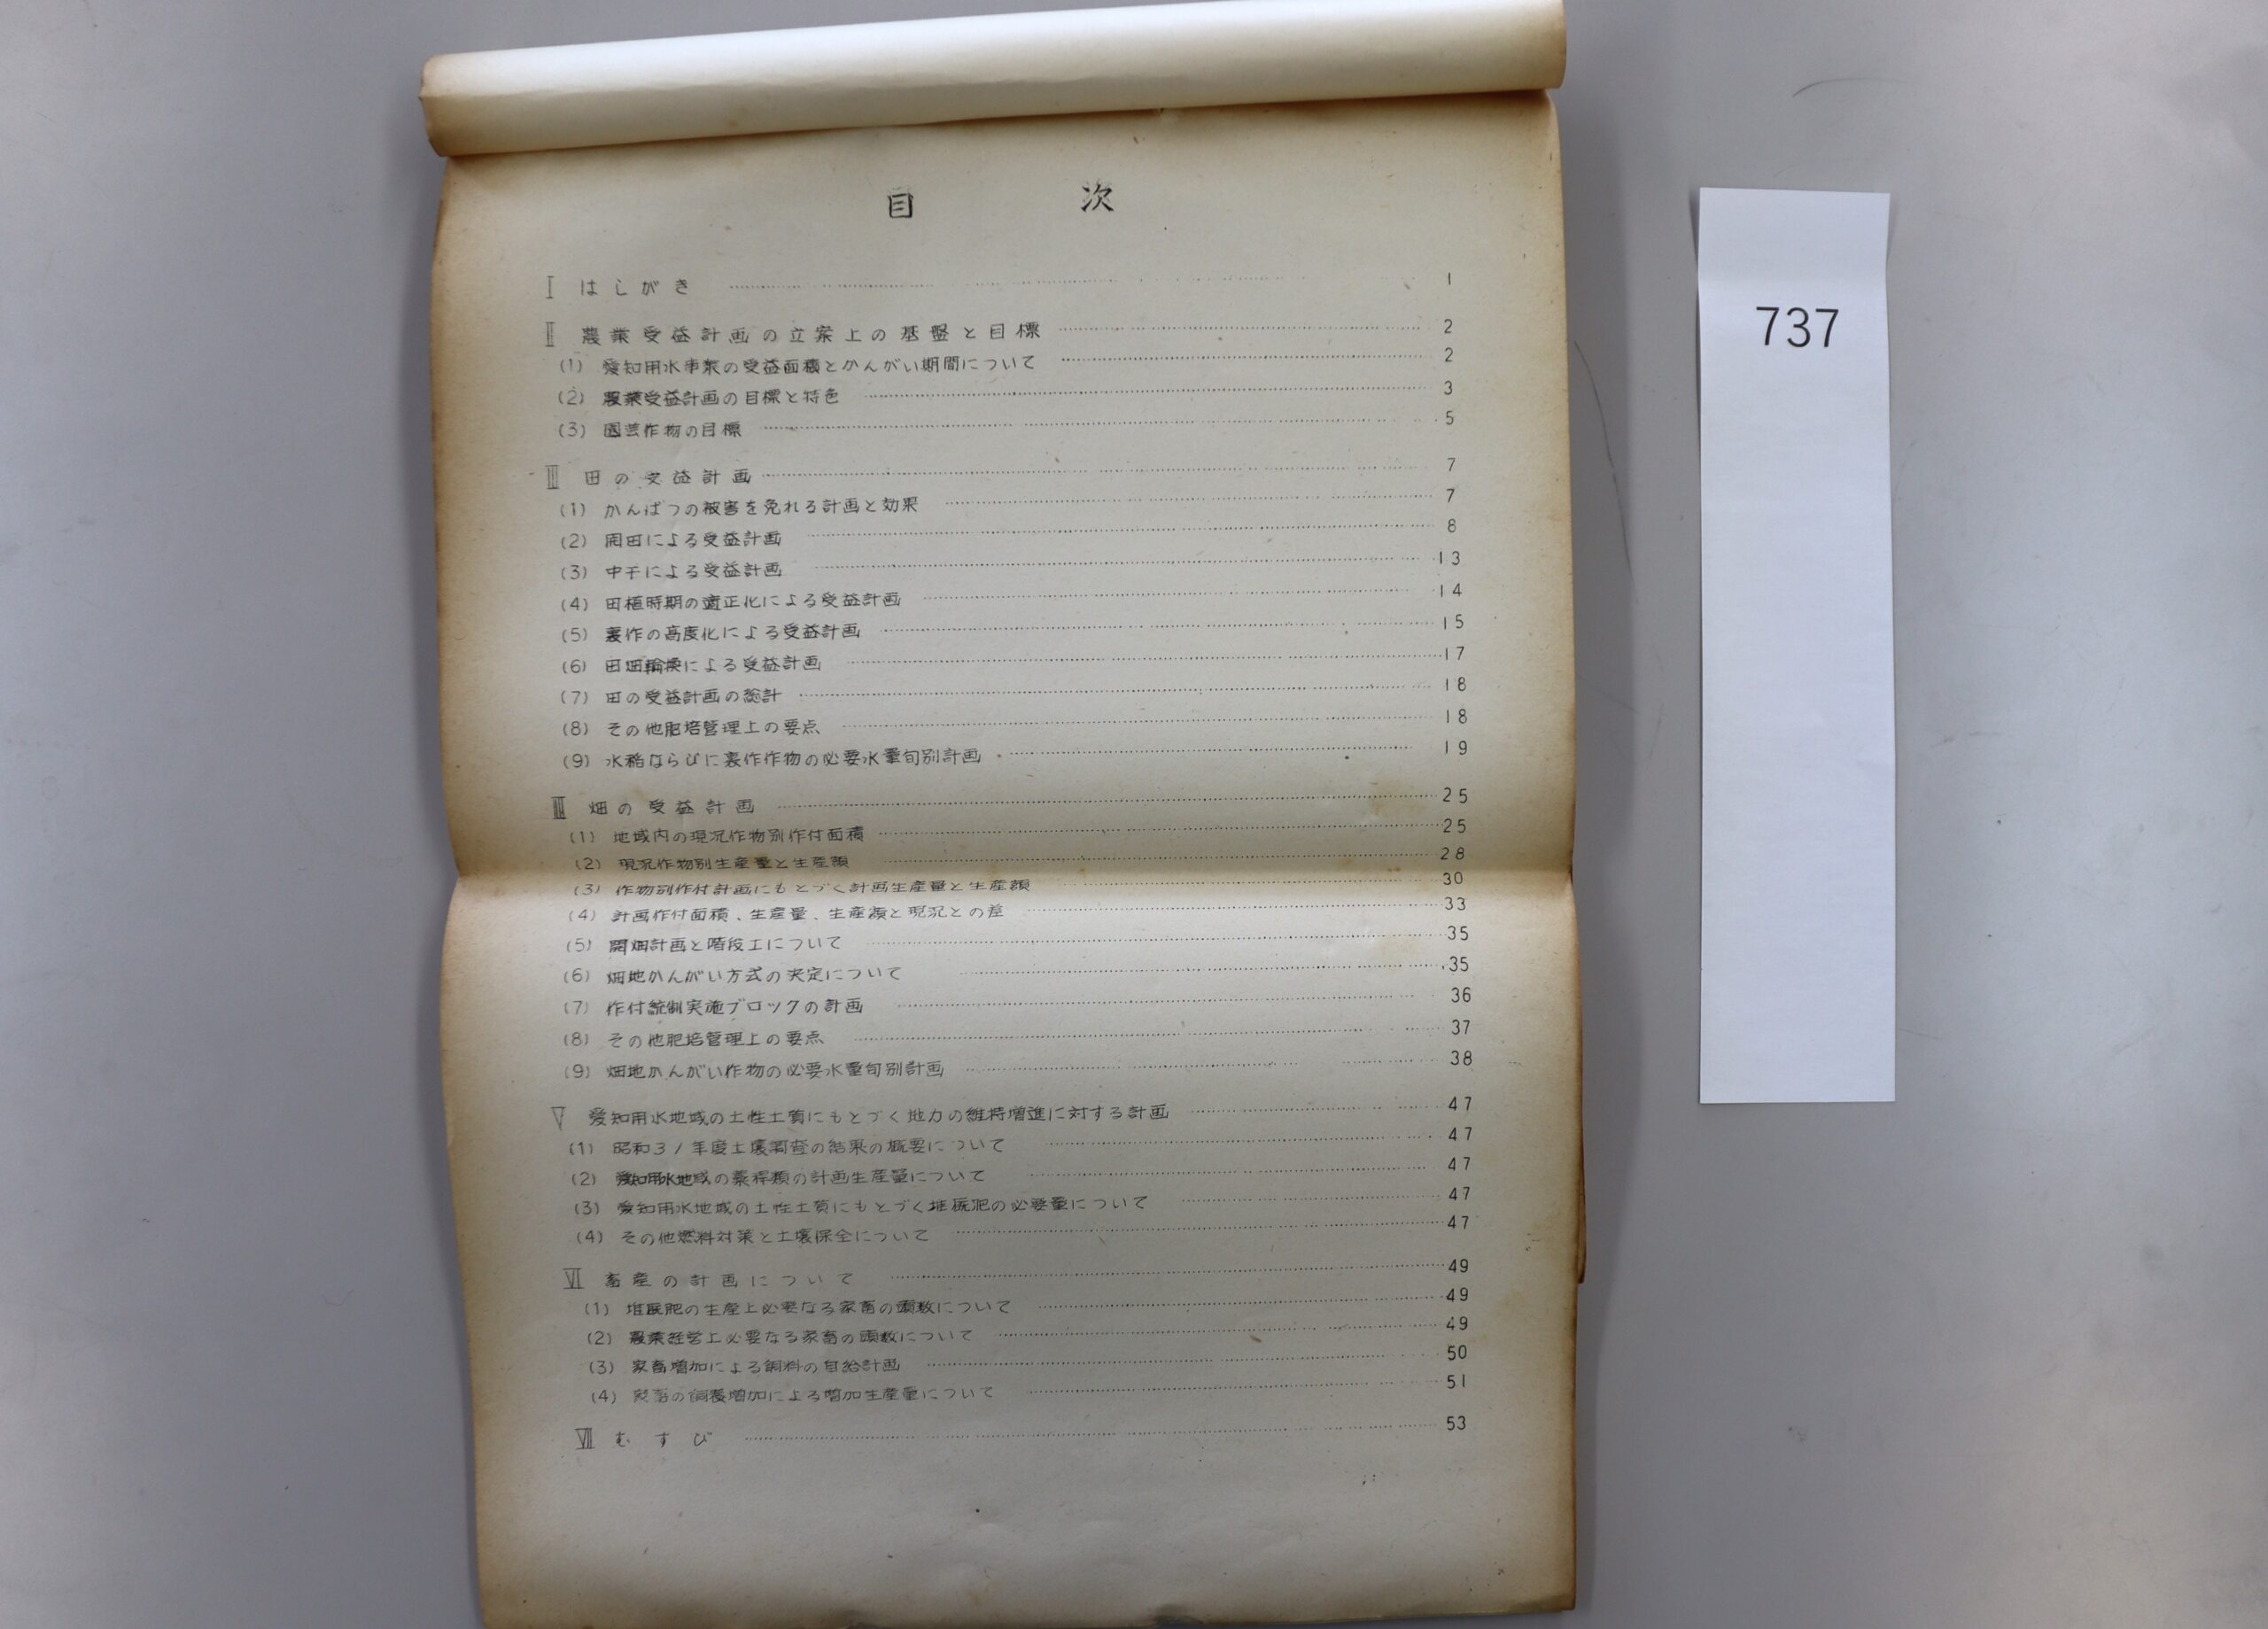 目次
Ⅰ はしがき 1
Ⅱ 農業受益計画の立案上の基盤と目標 2
(1) 愛知用水事業の受益面積とかんがい期間について 2
(2) 農業受益計画の目標と特色 3
(3) 園芸作物の目標 5
Ⅲ 田の受益計画 7
(1) かんばつの被害を免れる計画と効果 7
(2) 開田による受益計画 8
(3) 中干による受益計画 13
(4) 田植時期の適正化による受益計画 14
(5) 裏作の高度化による受益計画 15
(6) 田畑輪換による受益計画 17
(7) 田の受益計画の総計 18
(8) その他肥培管理上の要点 18
(9) 水稲ならびに裏作作物の必要水量旬別計画 19
Ⅲ 畑の受益計画 25
(1) 地域内の現況作物別作付面積 25
(2) 現況作物別生産量と生産額 28
(3) 作物別作付計画にもとづく計画生産量と生産額 30
(4) 計画作付面積、生産量、生産額と現況との差 33
(5) 開畑計画と階段工について 35
(6) 畑地かんがい方式の決定について 35
(7) 作付統制実施ブロックの計画 36
(8) その他肥培管理上の要点 37
(9) 畑地かんがい作物の必要水量旬別計画 38
Ⅴ 愛知用水地域の土性土質にもとづく地力の維持増進に対する計画 47
(1) 昭和31年度土壌調査の結果の概要について 47
(2) 愛知用水地域の藁稈類の計画生産量について 47
(3) 愛知用水地域の土性土質にもとづく堆厩肥の必要量について 47
(4) その他燃料対策と土壌保全について 47
Ⅵ 畜産の計画について 49
(1) 堆厩肥の生産上必要なる家畜の頭数について 49
(2) 農業経営上必要なる家畜の頭数について 49
(3) 家畜増加による飼料の自給計画 50
(4) 家畜の飼養増加による増加生産量について 51
Ⅶ むすび 53
737